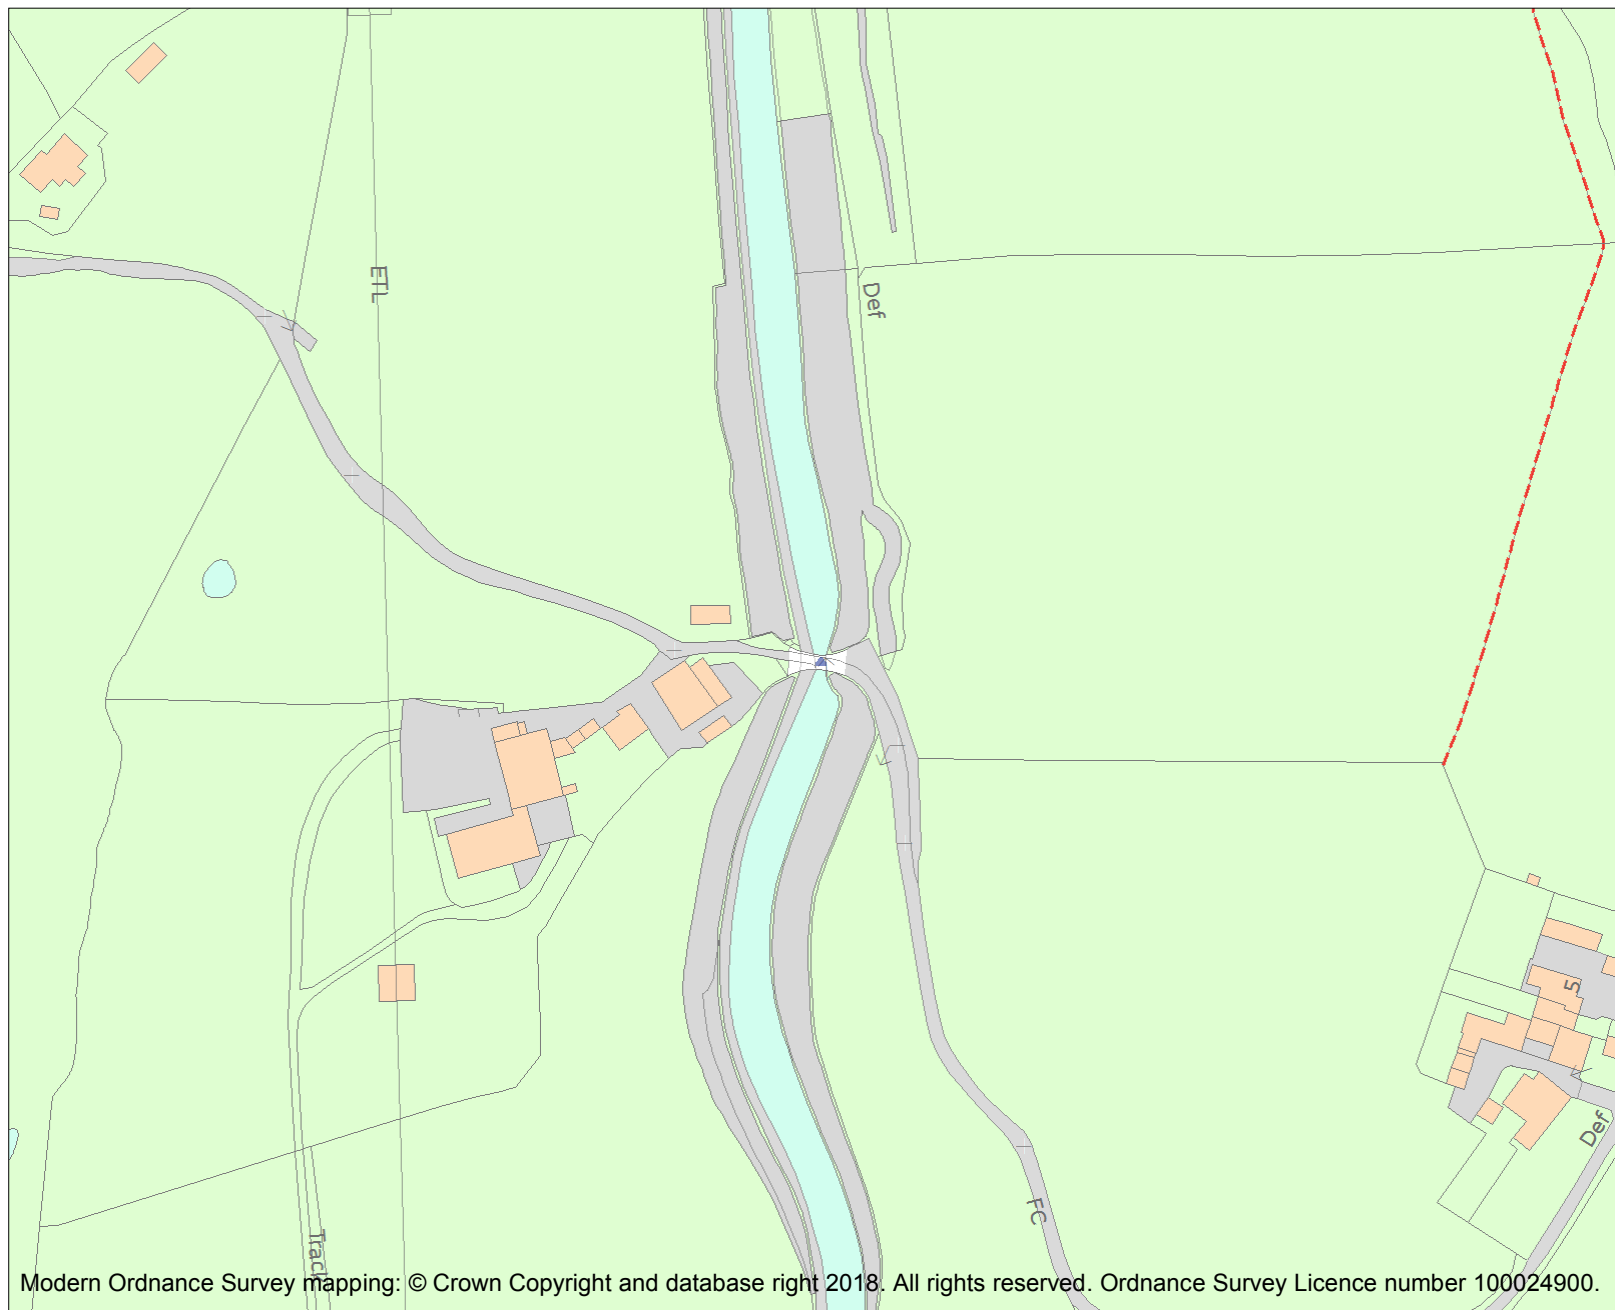 ETL
Def
5
Def
FC
Track
Modern Ordnance Survey mapping: © Crown Copyright and database right 2018. All rights reserved. Ordnance Survey Licence number 100024900.